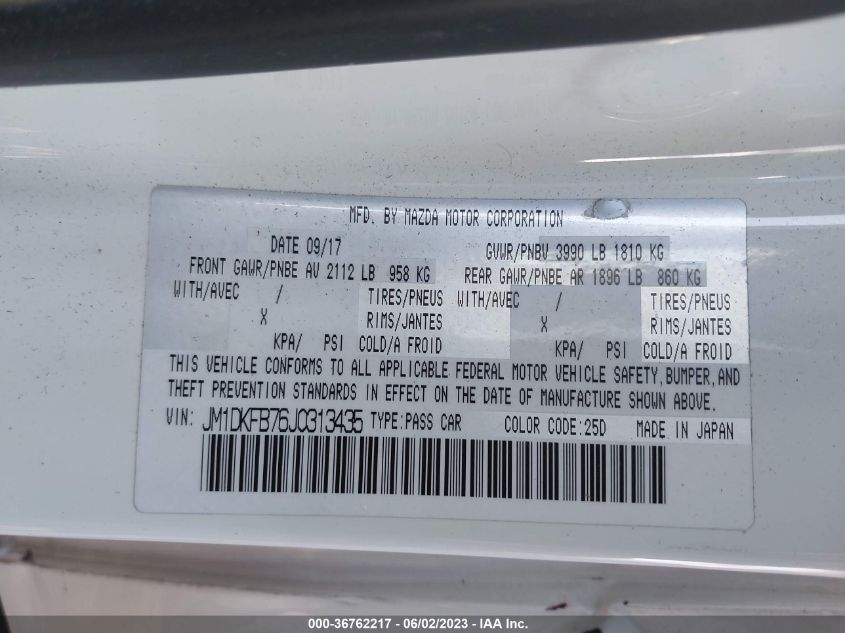 MFD. BY MAZDA MOTOR CORPORATION
DATE 09/17 GVWR/PNBV 3990 LB 1810 KG
FRONT GAWR/PNBE AV 2112 LB 958 KG REAR GAWR/PNBE AR 1896 LB 860 KG
WITH/AVEC / TIRES/PNEUS WITH/AVEC / TIRES/PNEUS
X RIMS/JANTES X RIMS/JANTES
KPA/ PSI COLD/A FROID KPA/ PSI COLD/A FROID
THIS VEHICLE CONFORMS TO ALL APPLICABLE FEDERAL MOTOR VEHICLE SAFETY, BUMPER, AND
THEFT PREVENTION STANDARDS IN EFFECT ON THE DATE OF MANUFACTURE SHOWN ABOVE.
VIN: JM1DKFB76J0313435 TYPE:PASS CAR COLOR CODE:25D MADE IN JAPAN
000-36762217 - 06/02/2023 - IAA Inc.